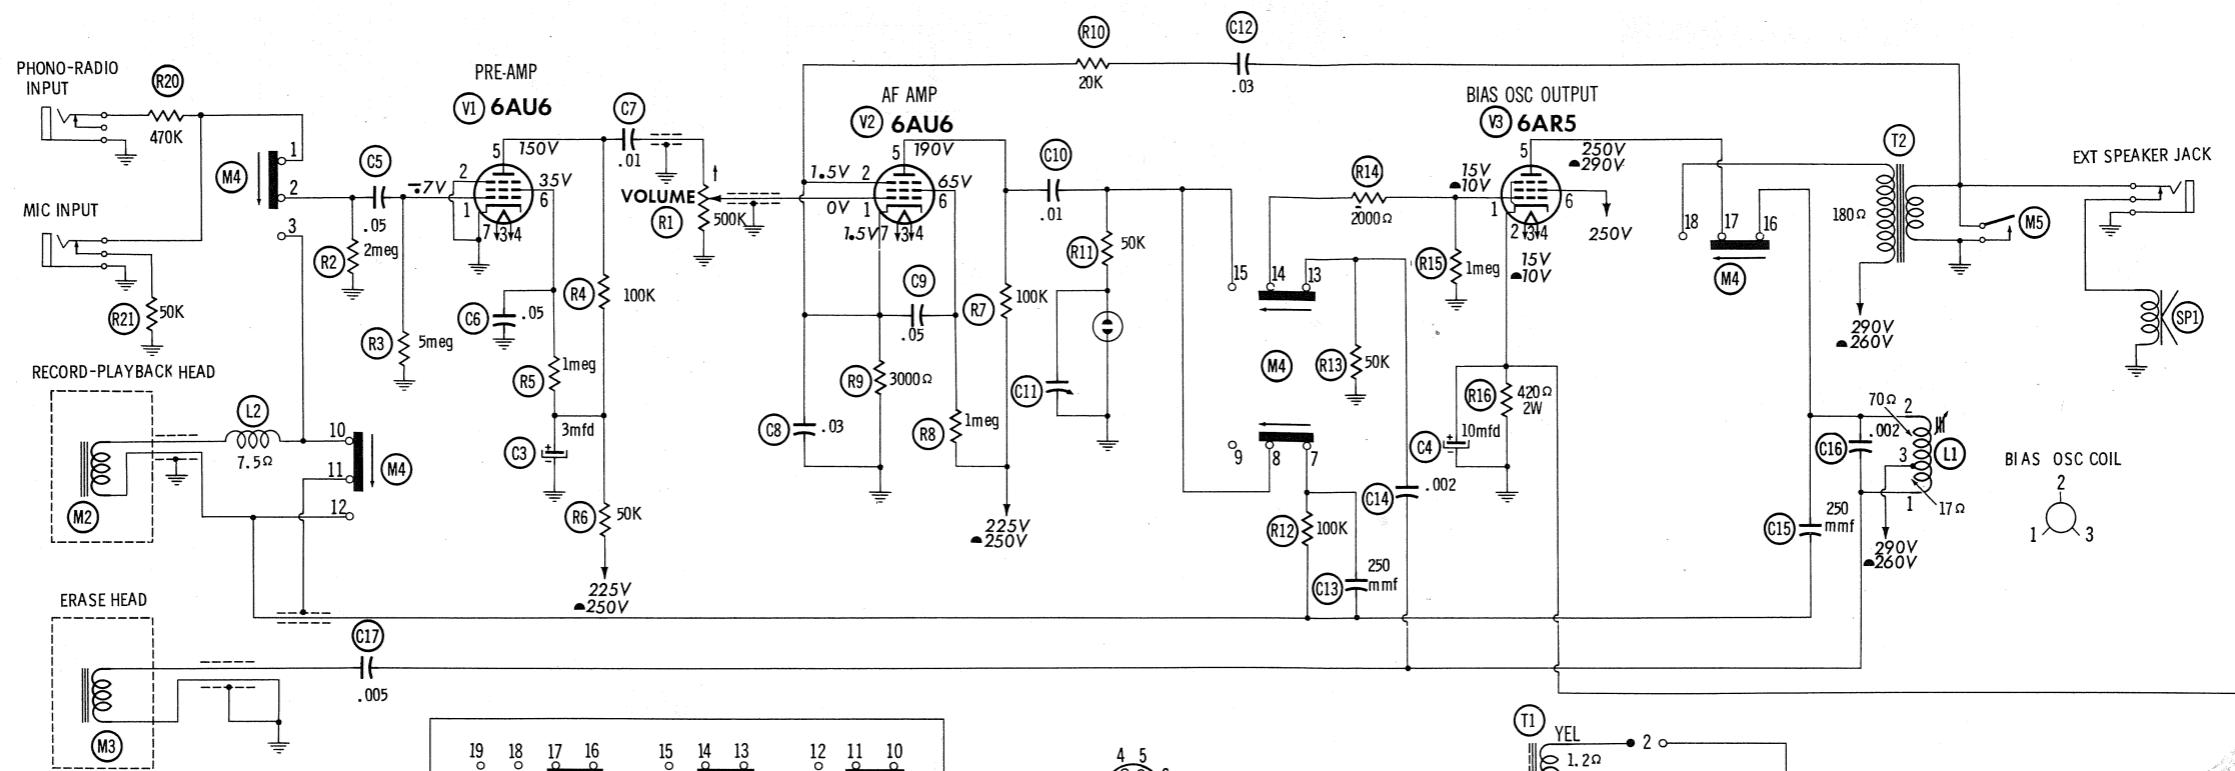 PHONO-RADIO
INPUT
R20
470K
MIC INPUT
R21
50K
RECORD-PLAYBACK HEAD
M2
L2
7.5Ω
ERASE HEAD
M3
C17
.005
M4
1
2
3
10
11
12
M4
C5
.05
R2
2meg
R3
5meg
-.7V
PRE-AMP
V1 6AU6
5
150V
2
1
7 3 4
35V
6
C6
.05
R5
1meg
3mfd
C3
R4
100K
R6
50K
225V
250V
C7
.01
VOLUME
R1
500K
AF AMP
V2 6AU6
5
190V
1.5V
2
0V
1
1.5V
7 3 4
65V
6
C9
.05
R9
3000Ω
C8
.03
R8
1meg
R7
100K
225V
250V
R10
20K
C12
.03
C10
.01
R11
50K
C11
15
14
13
M4
9
8
7
R12
100K
C13
250
mmf
R13
50K
C14
.002
R14
2000Ω
R15
1meg
BIAS OSC OUTPUT
V3 6AR5
5
250V
290V
15V
10V
1
2 3 4
6
250V
15V
10V
R16
420Ω
2W
10mfd
C4
18
17
16
M4
T2
180Ω
290V
260V
EXT SPEAKER JACK
M5
SP1
70Ω
2
.002
C16
3
L1
1
17Ω
C15
250
mmf
290V
260V
BIAS OSC COIL
2
1
3
19 18 17 16 15 14 13 12 11 10
4 5
T1
YEL
2
1.2Ω